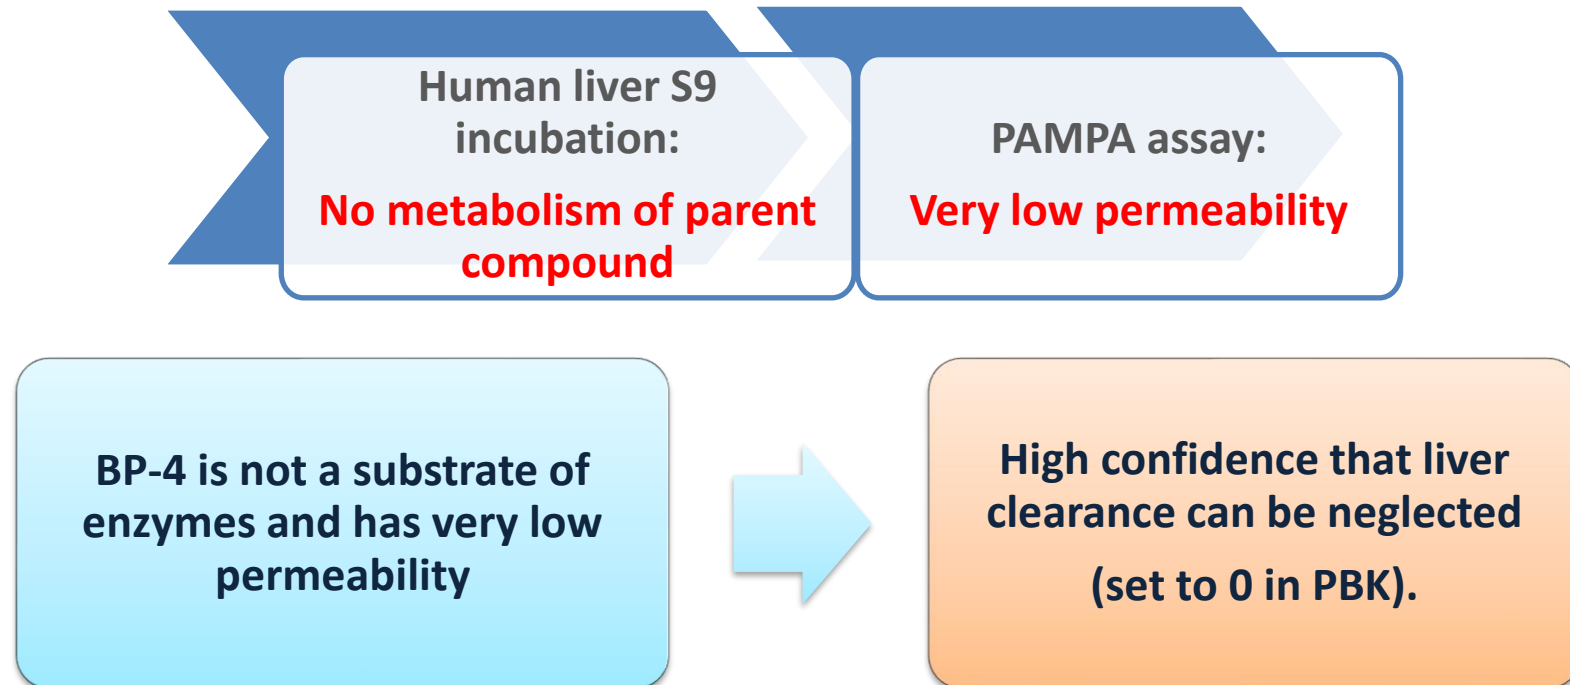 Human liver S9
incubation:
No metabolism of parent
compound
PAMPA assay:
Very low permeability
BP-4 is not a substrate of
enzymes and has very low
permeability
High confidence that liver
clearance can be neglected
(set to 0 in PBK).